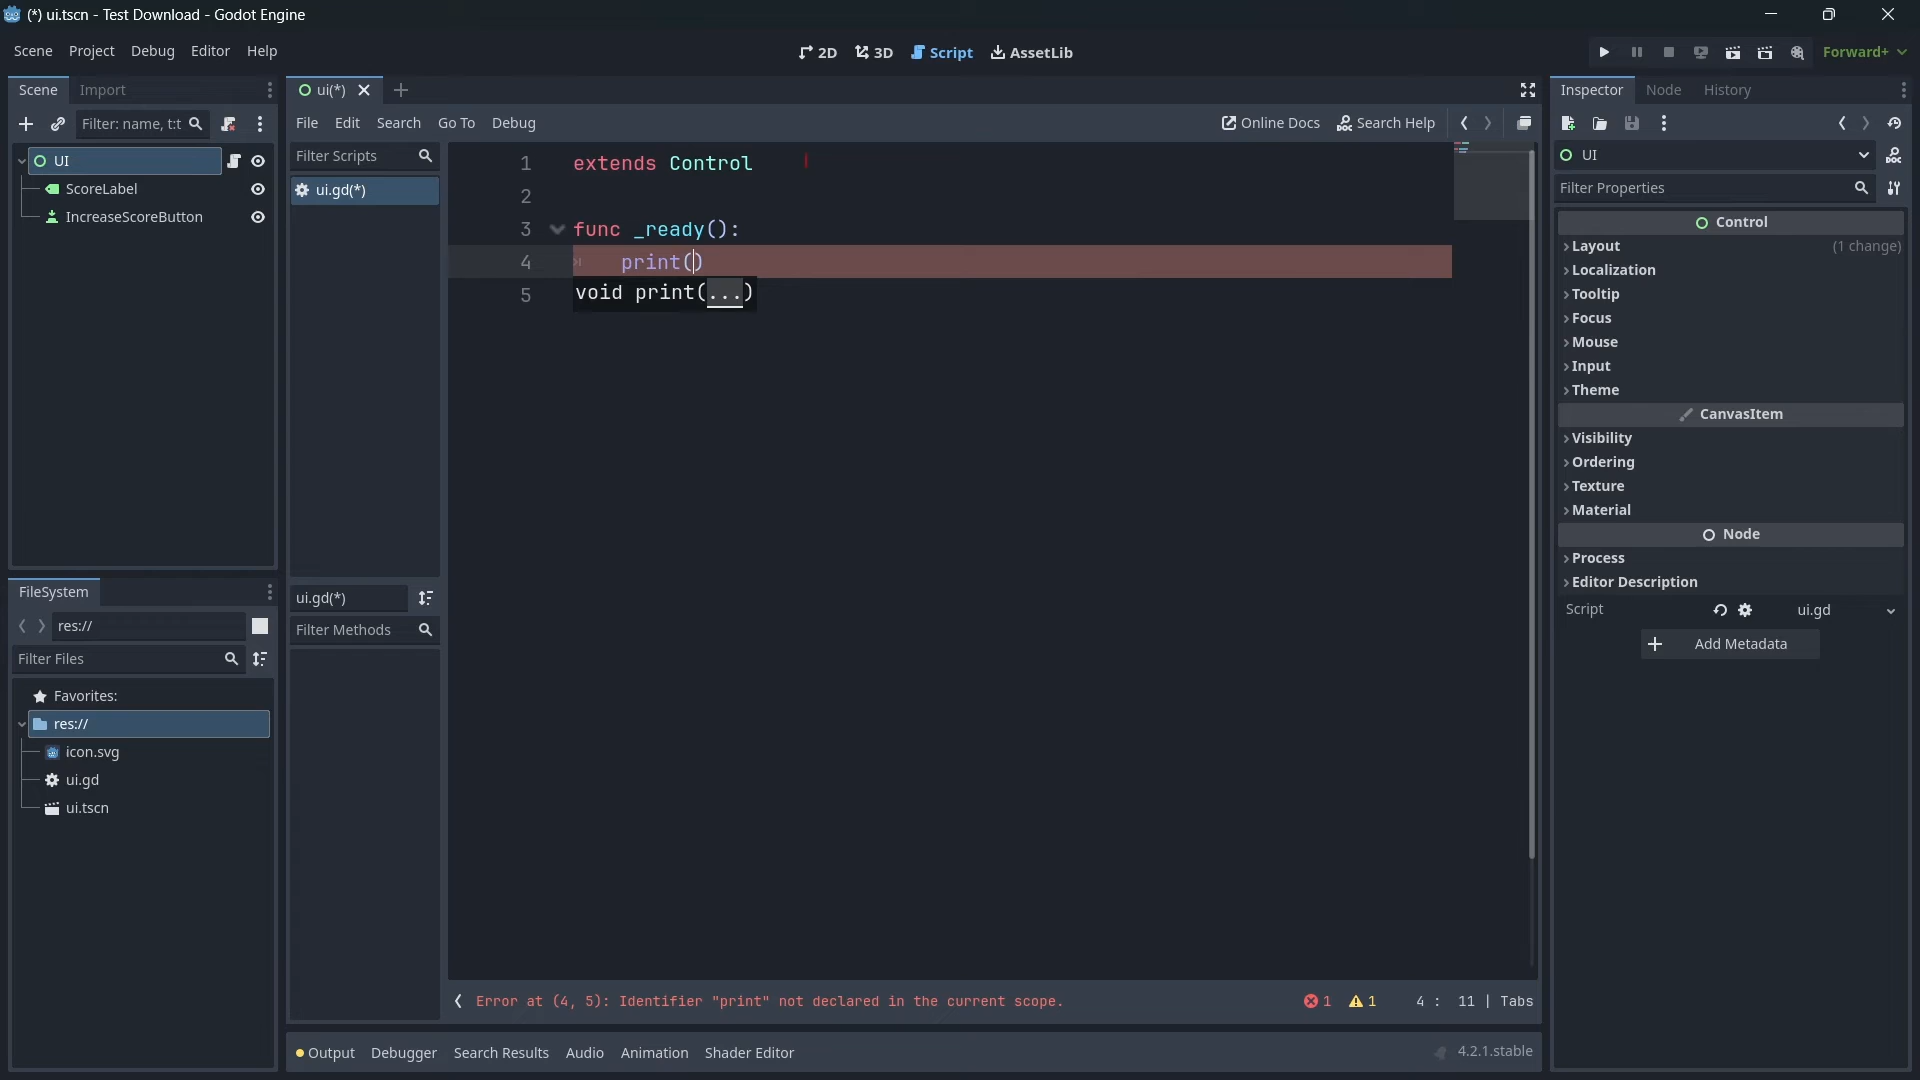 (*) ui.tscn - Test Download - Godot Engine
Scene Project Debug Editor Help
2D 3D Script AssetLib
Forward+
Scene Import
Filter: name, t:t
UI
ScoreLabel
IncreaseScoreButton
FileSystem
res://
Filter Files
Favorites:
res://
icon.svg
ui.gd
ui.tscn
ui(*)
File Edit Search Go To Debug
Online Docs Search Help
Filter Scripts
ui.gd(*)
ui.gd(*)
Filter Methods
1 extends Control
2
3 func _ready():
4 print()
void print(...)
5
Error at (4, 5): Identifier "print" not declared in the current scope.
1 1 4 : 11 | Tabs
Output Debugger Search Results Audio Animation Shader Editor
4.2.1.stable
Inspector Node History
UI
Filter Properties
Control
Layout (1 change)
Localization
Tooltip
Focus
Mouse
Input
Theme
CanvasItem
Visibility
Ordering
Texture
Material
Node
Process
Editor Description
Script ui.gd
Add Metadata